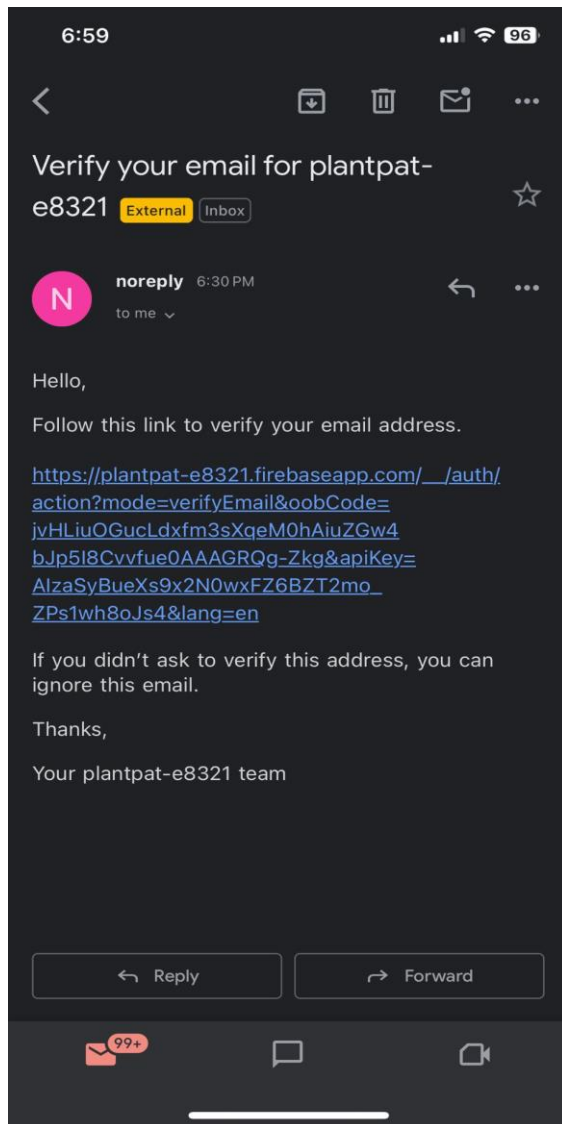 6:59
96
Verify your email for plantpat-
e8321 External Inbox
N
noreply 6:30 PM
to me
Hello,
Follow this link to verify your email address.
https://plantpat-e8321.firebaseapp.com/__/auth/
action?mode=verifyEmail&oobCode=
jvHLiuOGucLdxfm3sXqeM0hAiuZGw4
bJp5I8Cvvfue0AAAGRQg-Zkg&apiKey=
AIzaSyBueXs9x2N0wxFZ6BZT2mo_
ZPs1wh8oJs4&lang=en
If you didn't ask to verify this address, you can
ignore this email.
Thanks,
Your plantpat-e8321 team
Reply
Forward
99+